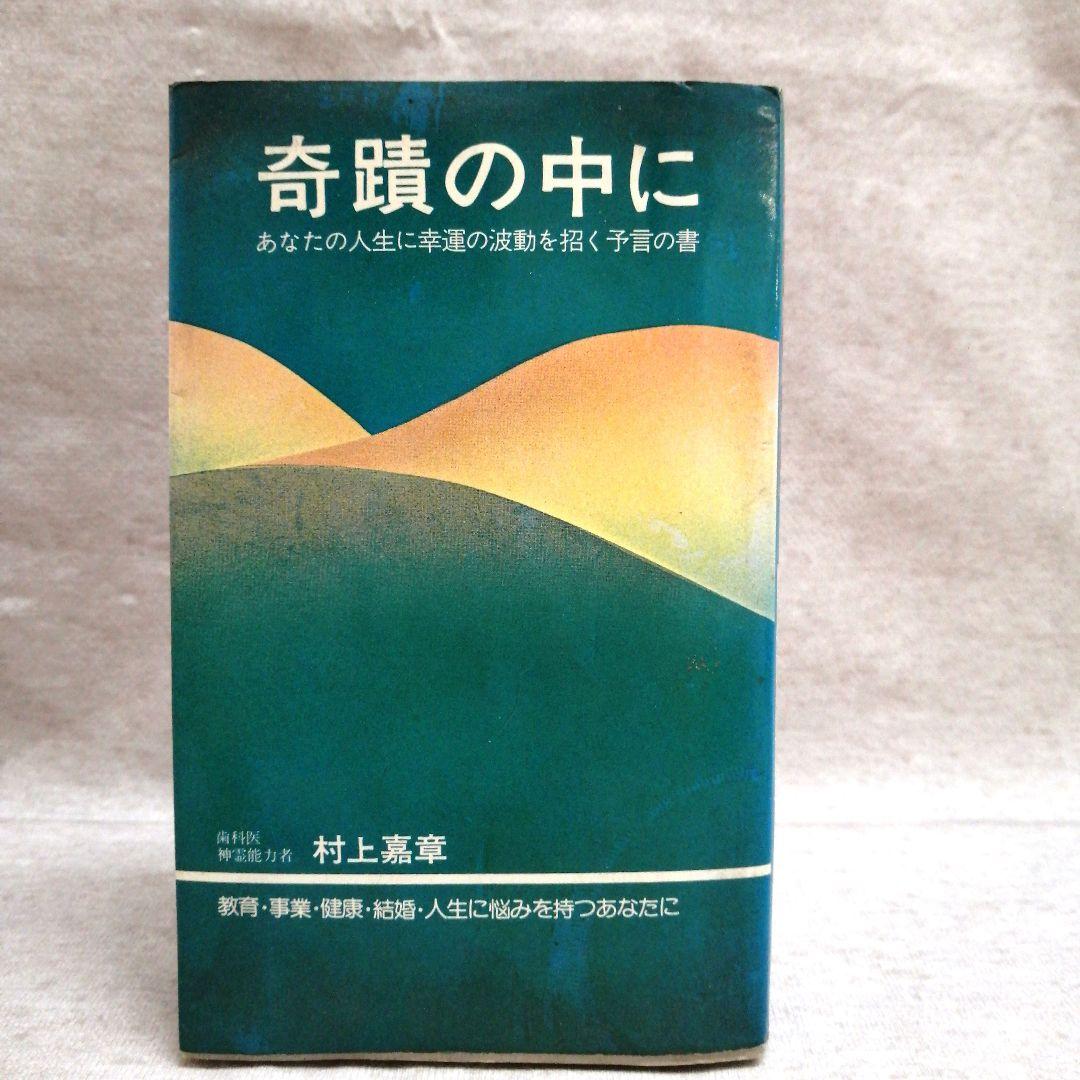 奇蹟の中に
あなたの人生に幸運の波動を招く予言の書
歯科医
神霊能力者 村上嘉章
教育・事業・健康・結婚・人生に悩みを持つあなたに